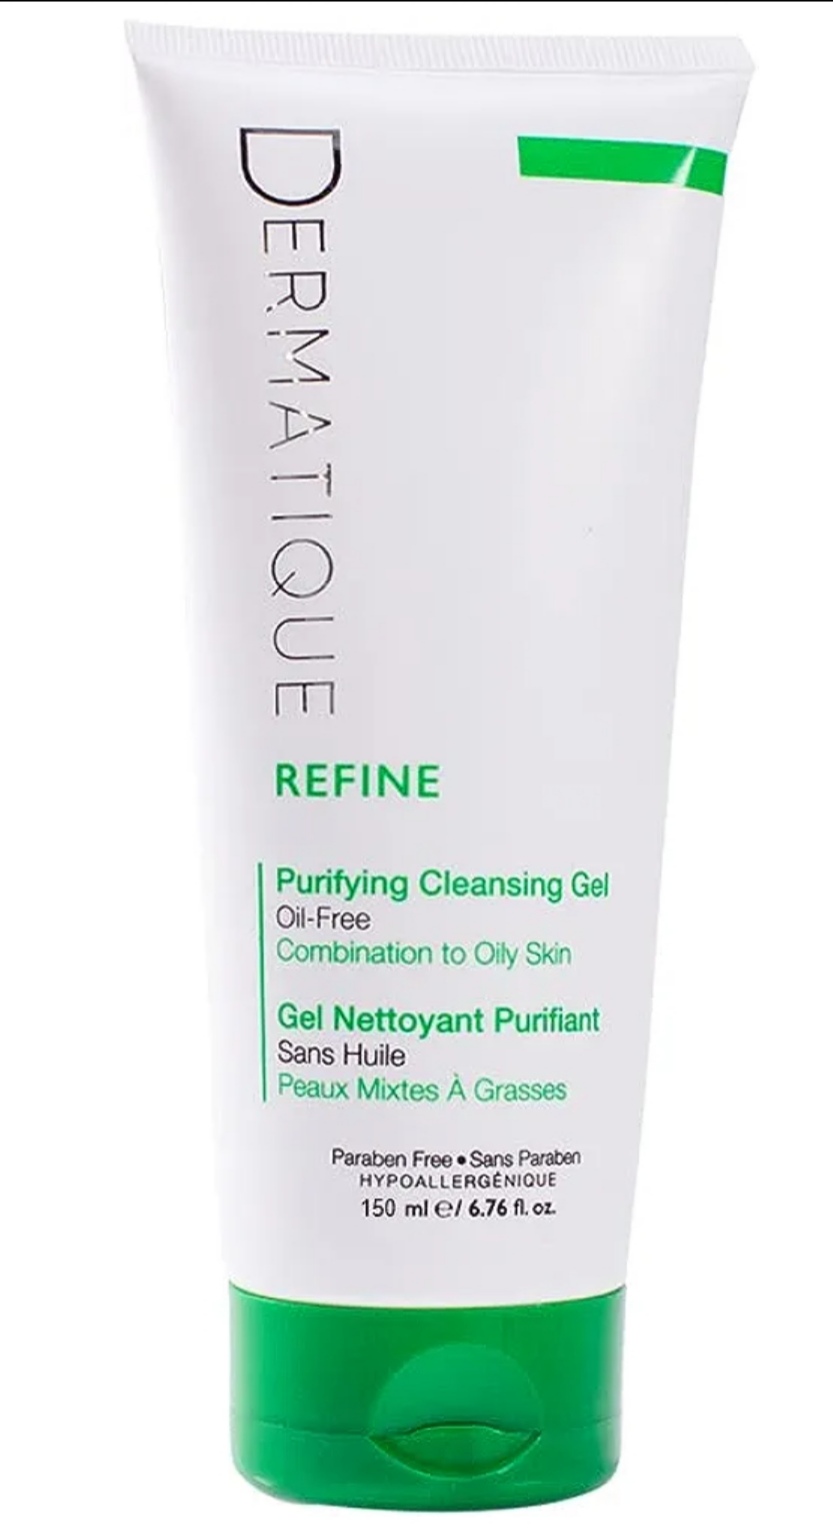 DERMATIQUE
REFINE
Purifying Cleansing Gel
Oil-Free
Combination to Oily Skin
Gel Nettoyant Purifiant
Sans Huile
Peaux Mixtes À Grasses
Paraben Free • Sans Paraben
HYPOALLERGÉNIQUE
150 ml ℮/ 6.76 fl. oz.